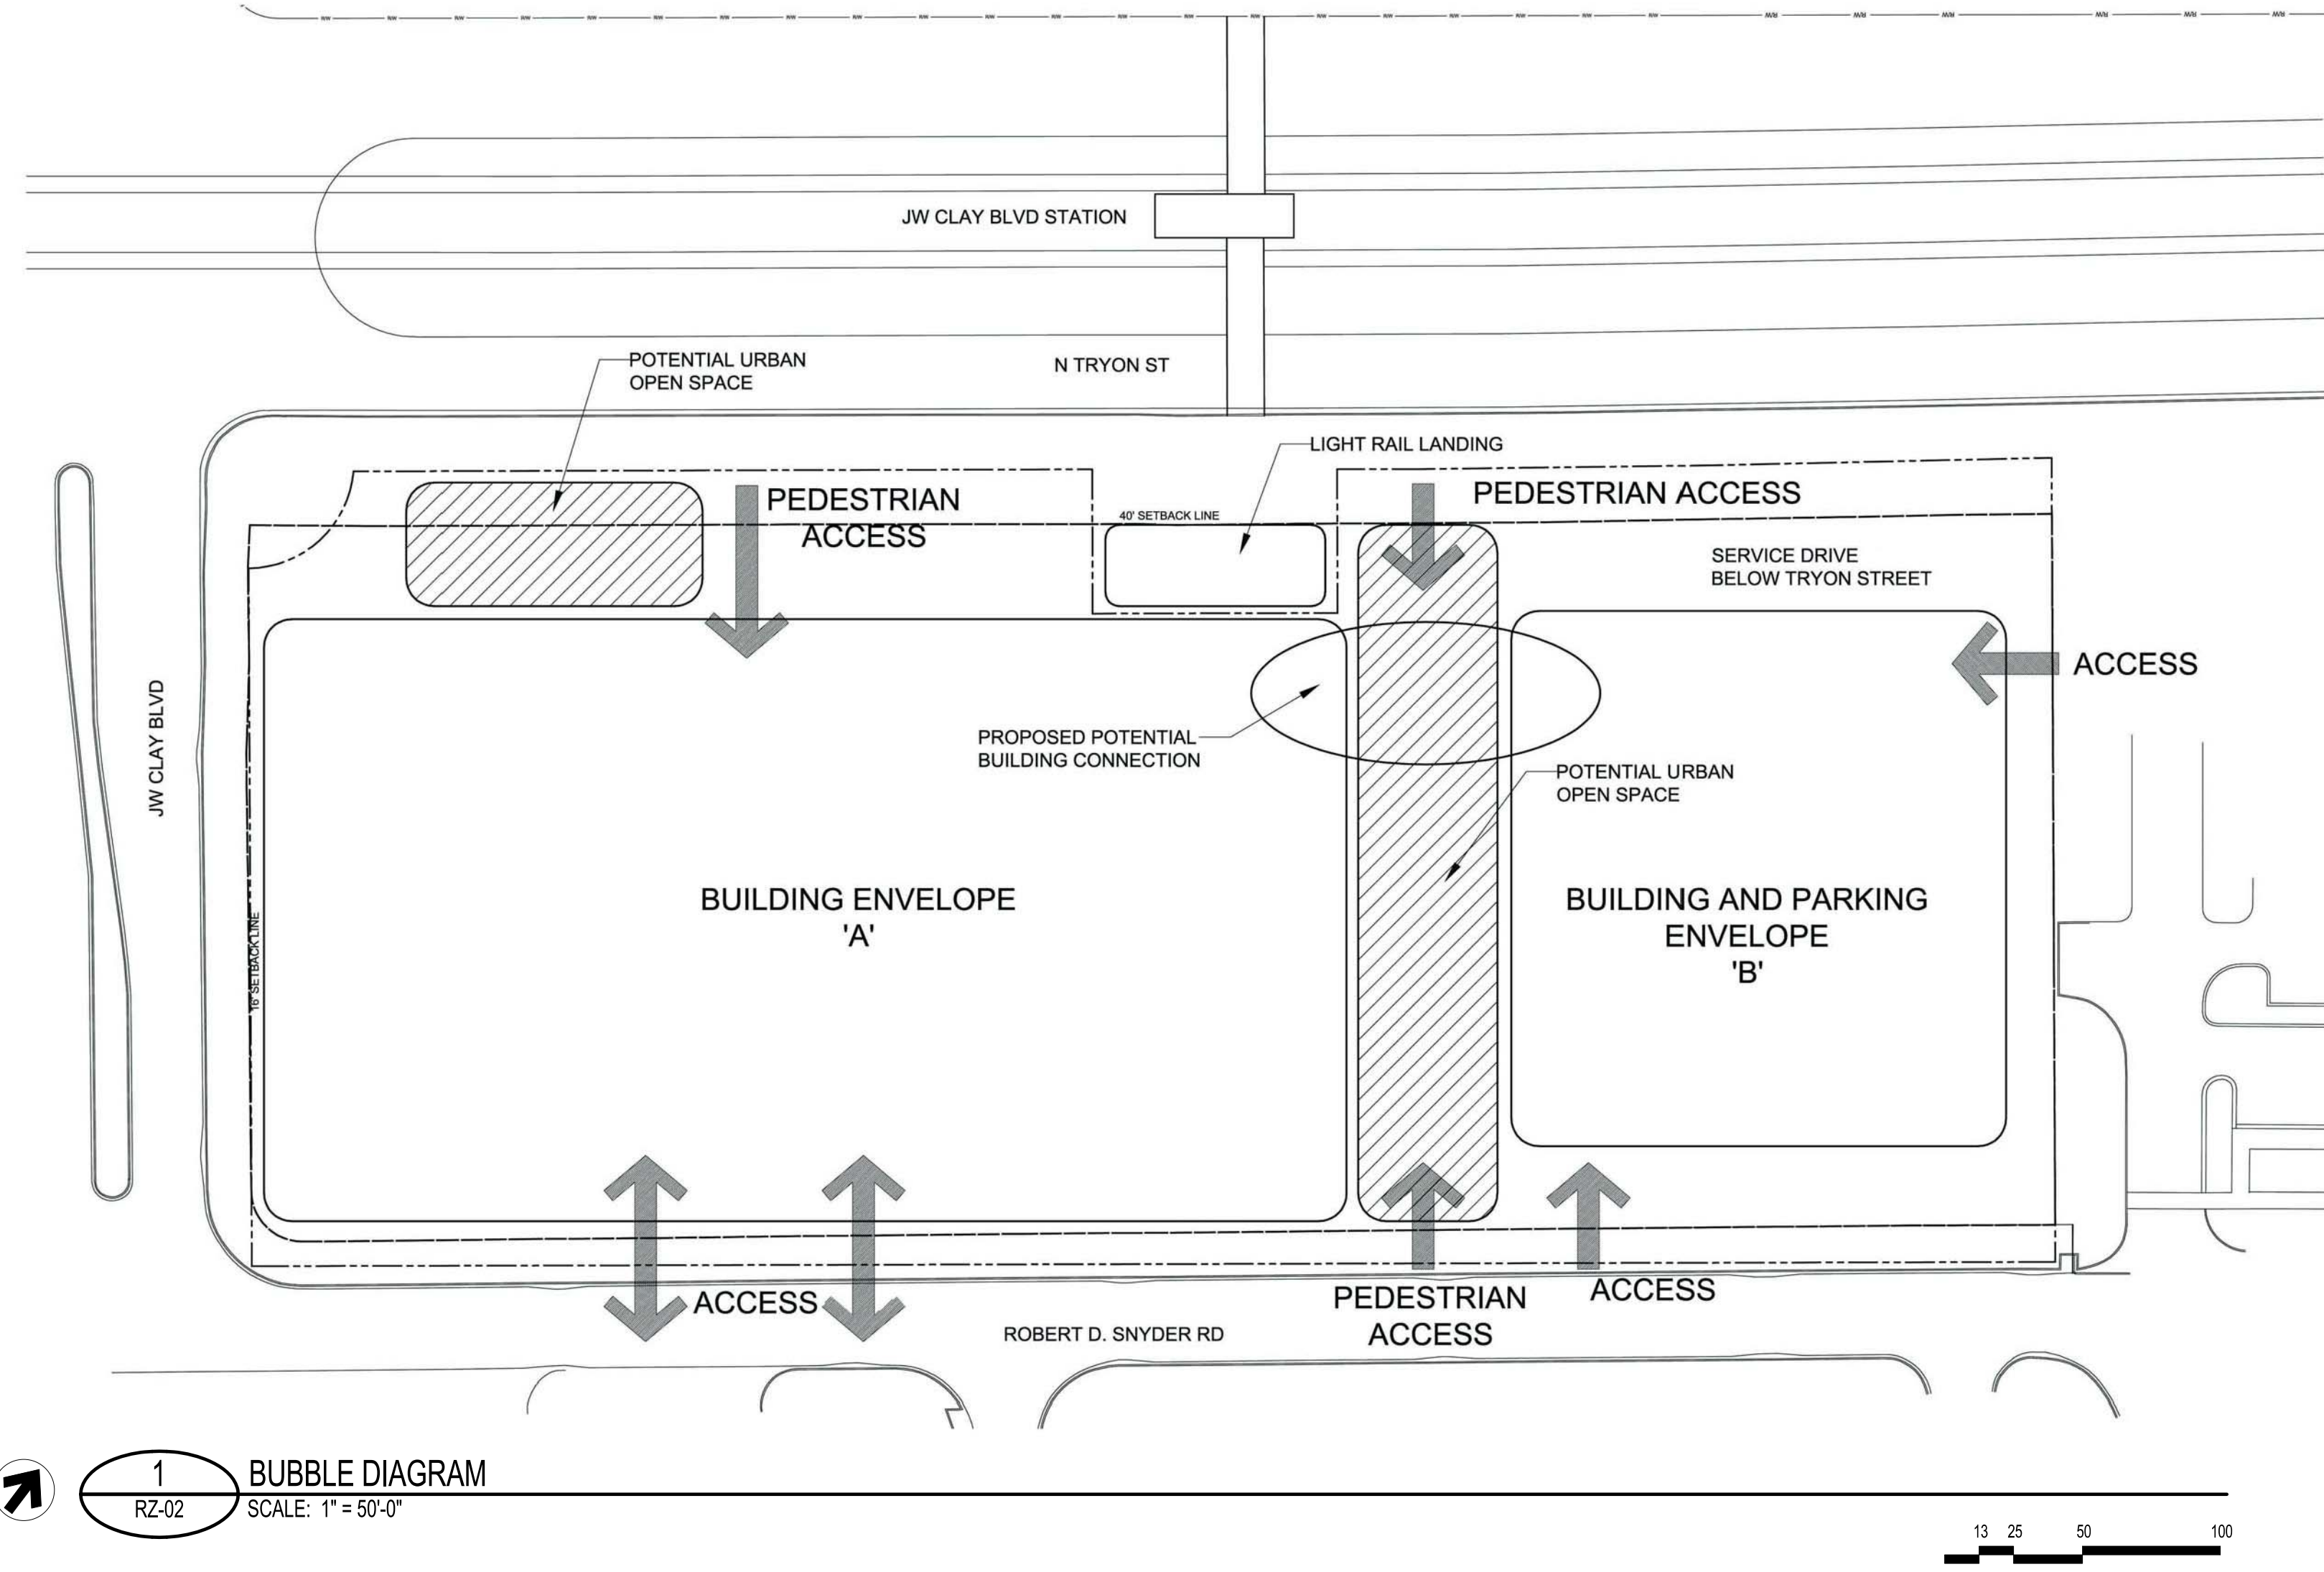 JW CLAY BLVD STATION
N TRYON ST
POTENTIAL URBAN
OPEN SPACE
LIGHT RAIL LANDING
PEDESTRIAN
ACCESS
40' SETBACK LINE
PEDESTRIAN ACCESS
SERVICE DRIVE
BELOW TRYON STREET
ACCESS
JW CLAY BLVD
PROPOSED POTENTIAL
BUILDING CONNECTION
POTENTIAL URBAN
OPEN SPACE
BUILDING ENVELOPE
'A'
BUILDING AND PARKING
ENVELOPE
'B'
16' SETBACK LINE
ACCESS
PEDESTRIAN
ACCESS
ACCESS
ROBERT D. SNYDER RD
1
RZ-02
BUBBLE DIAGRAM
SCALE: 1" = 50'-0"
13 25 50 100